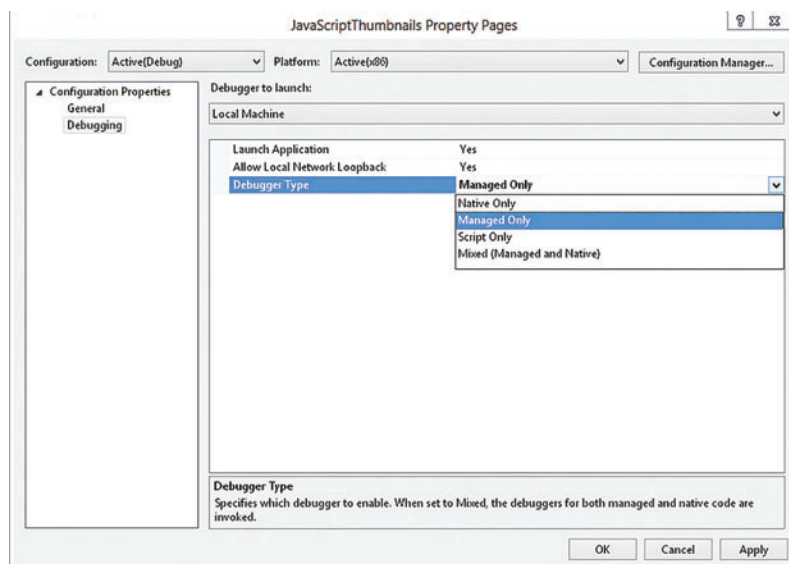 JavaScriptThumbnails Property Pages
Configuration: Active(Debug) Platform: Active(x86) Configuration Manager...
Configuration Properties
General
Debugging
Debugger to launch:
Local Machine
Launch Application Yes
Allow Local Network Loopback Yes
Debugger Type Managed Only
Native Only
Managed Only
Script Only
Mixed (Managed and Native)
Debugger Type
Specifies which debugger to enable. When set to Mixed, the debuggers for both managed and native code are
invoked.
OK Cancel Apply